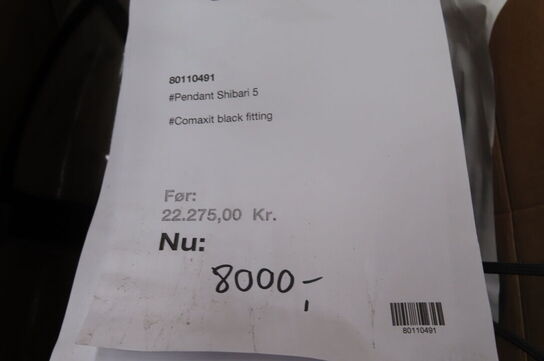 80110491
#Pendant Shibari 5
#Comaxit black fitting
Før:
22.275,00 Kr.
Nu:
8000,-
80110491